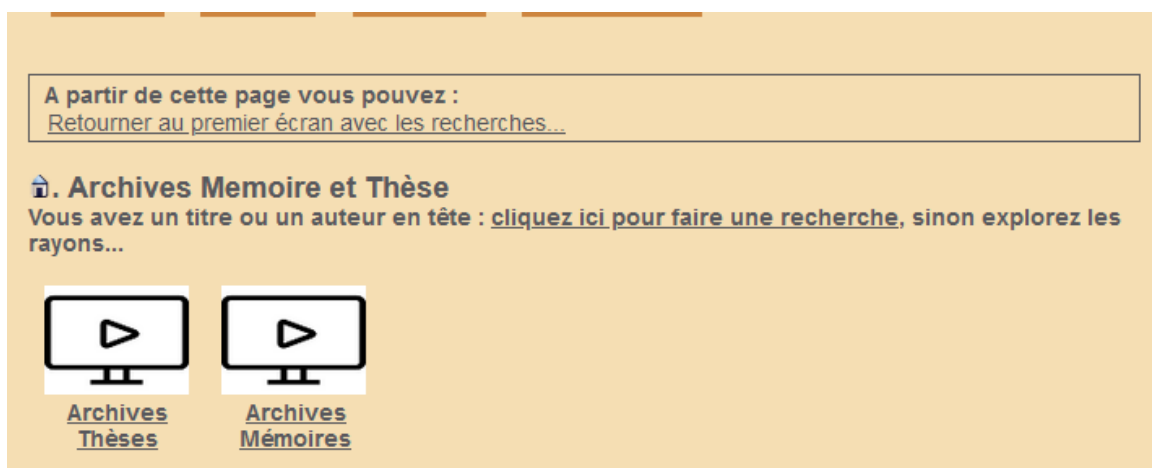 A partir de cette page vous pouvez :
Retourner au premier écran avec les recherches...
. Archives Memoire et Thèse
Vous avez un titre ou un auteur en tête : cliquez ici pour faire une recherche, sinon explorez les
rayons...
Archives
Thèses
Archives
Mémoires